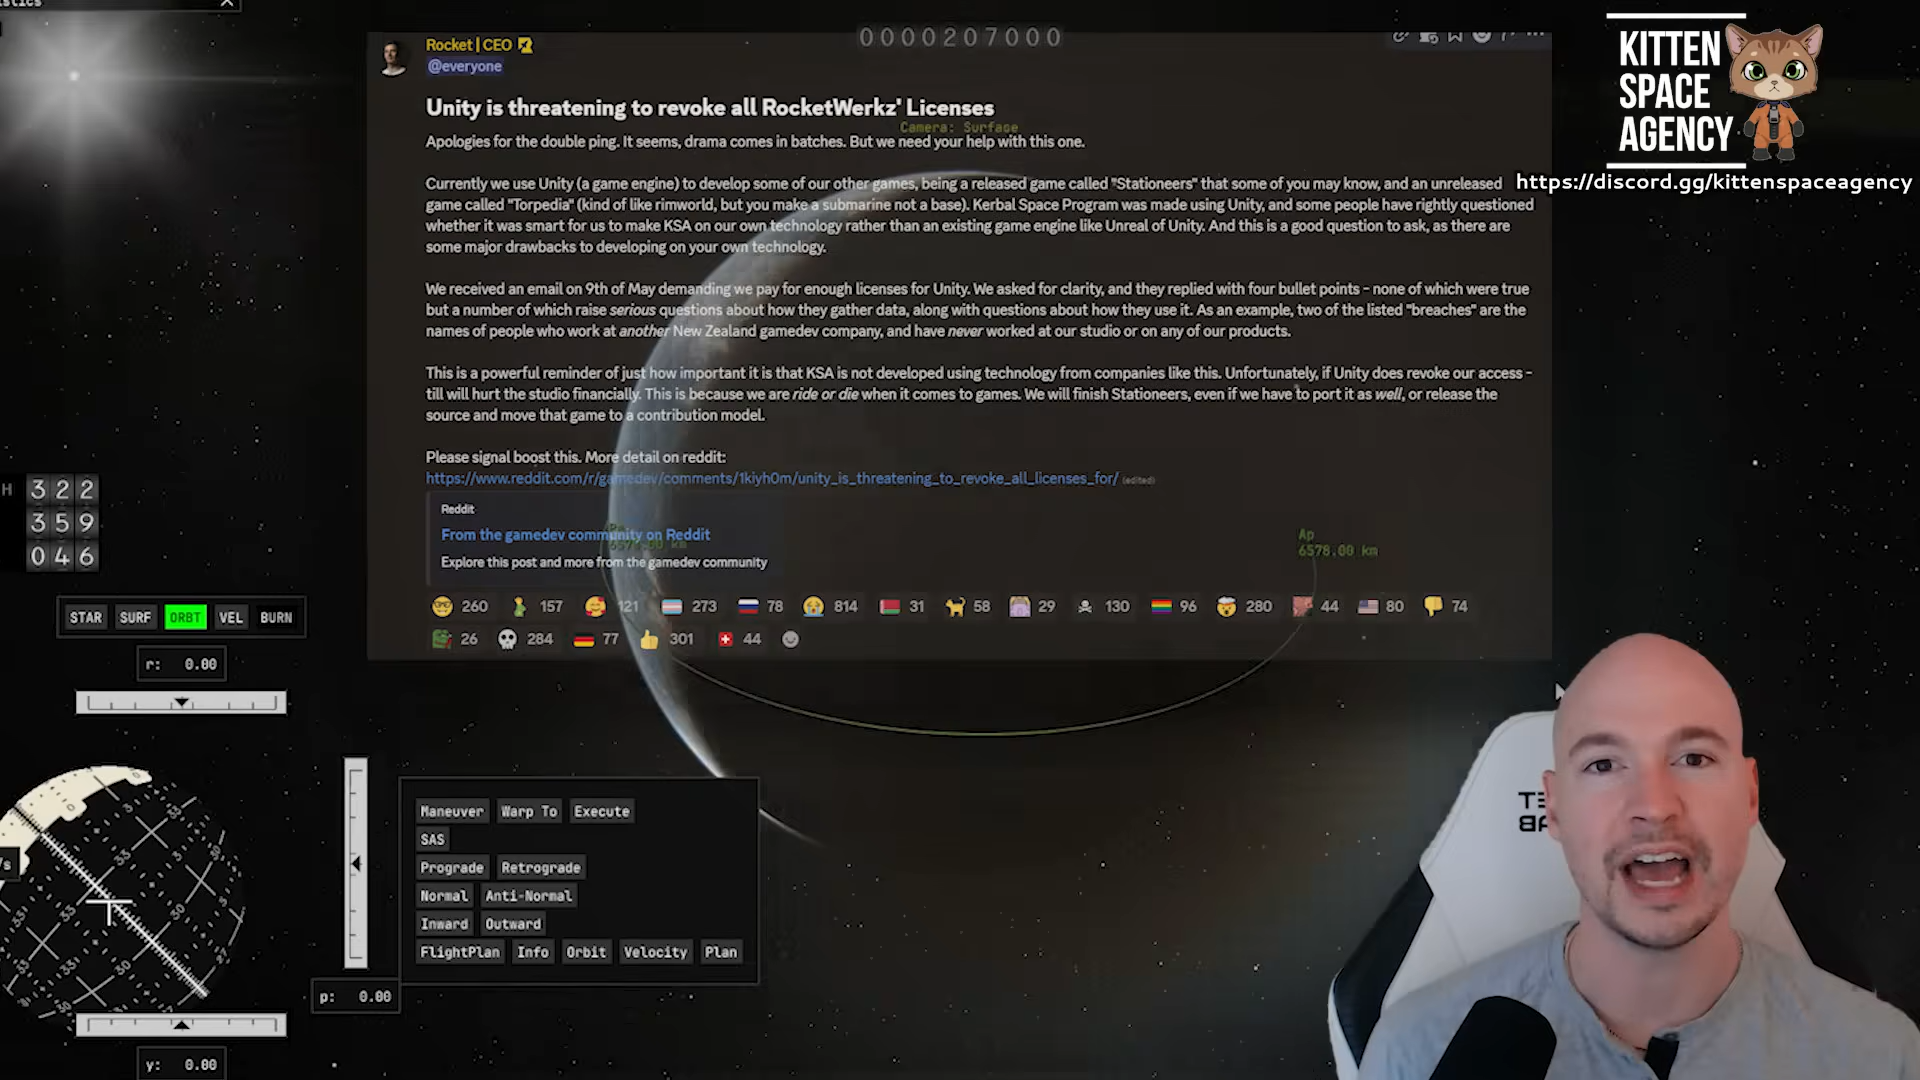 0000207000
Rocket | CEO
@everyone
Unity is threatening to revoke all RocketWerkz' Licenses
Camera: Surface
Apologies for the double ping. It seems, drama comes in batches. But we need your help with this one.
Currently we use Unity (a game engine) to develop some of our other games, being a released game called "Stationeers" that some of you may know, and an unreleased
game called "Torpedia" (kind of like rimworld, but you make a submarine not a base). Kerbal Space Program was made using Unity, and some people have rightly questioned
whether it was smart for us to make KSA on our own technology rather than an existing game engine like Unreal of Unity. And this is a good question to ask, as there are
some major drawbacks to developing on your own technology.
We received an email on 9th of May demanding we pay for enough licenses for Unity. We asked for clarity, and they replied with four bullet points - none of which were true
but a number of which raise serious questions about how they gather data, along with questions about how they use it. As an example, two of the listed "breaches" are the
names of people who work at another New Zealand gamedev company, and have never worked at our studio or on any of our products.
This is a powerful reminder of just how important it is that KSA is not developed using technology from companies like this. Unfortunately, if Unity does revoke our access -
till will hurt the studio financially. This is because we are ride or die when it comes to games. We will finish Stationeers, even if we have to port it as well, or release the
source and move that game to a contribution model.
Please signal boost this. More detail on reddit:
https://www.reddit.com/r/gamedev/comments/1kiyh0m/unity_is_threatening_to_revoke_all_licenses_for/ (edited)
Reddit
From the gamedev community on Reddit
Explore this post and more from the gamedev community
Ap
6578.00 km
260 157 121 273 78 814 31 58 29 130 96 280 44 80 74
26 284 77 301 44
KITTEN
SPACE
AGENCY
https://discord.gg/kittenspaceagency
H 322
359
046
STAR SURF ORBT VEL BURN
r: 0.00
p: 0.00
y: 0.00
Maneuver Warp To Execute
SAS
Prograde Retrograde
Normal Anti-Normal
Inward Outward
FlightPlan Info Orbit Velocity Plan